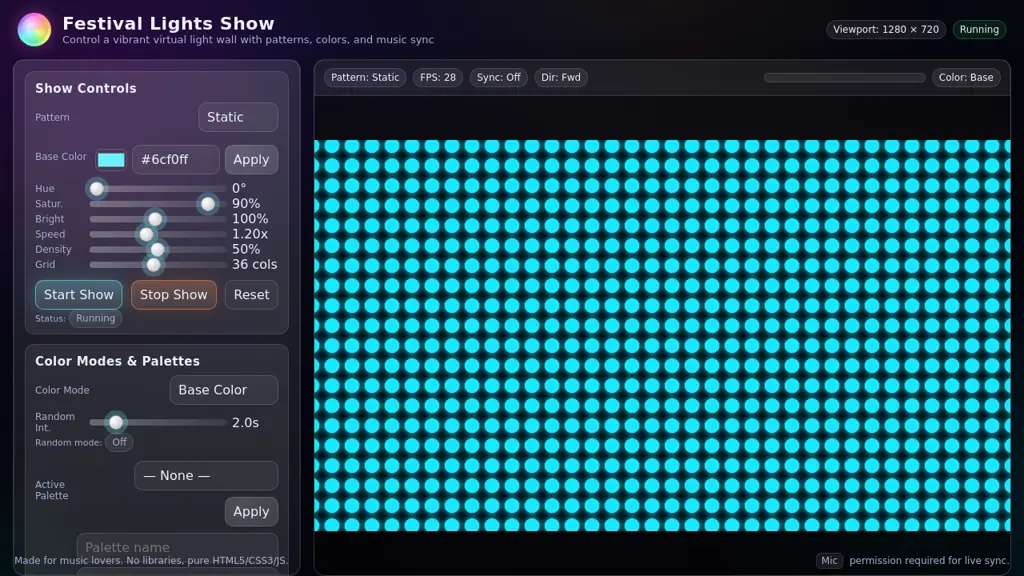 Festival Lights Show
Control a vibrant virtual light wall with patterns, colors, and music sync
Viewport: 1280 × 720
Running
Show Controls
Pattern
Static
Base Color
#6cf0ff
Apply
Hue
0°
Satur.
90%
Bright
100%
Speed
1.20x
Density
50%
Grid
36 cols
Start Show
Stop Show
Reset
Status: Running
Color Modes & Palettes
Color Mode
Base Color
Random
Int.
2.0s
Random mode: Off
Active
Palette
— None —
Apply
Palette name
Made for music lovers. No libraries, pure HTML5/CSS3/JS.
Pattern: Static
FPS: 28
Sync: Off
Dir: Fwd
Color: Base
Mic permission required for live sync.